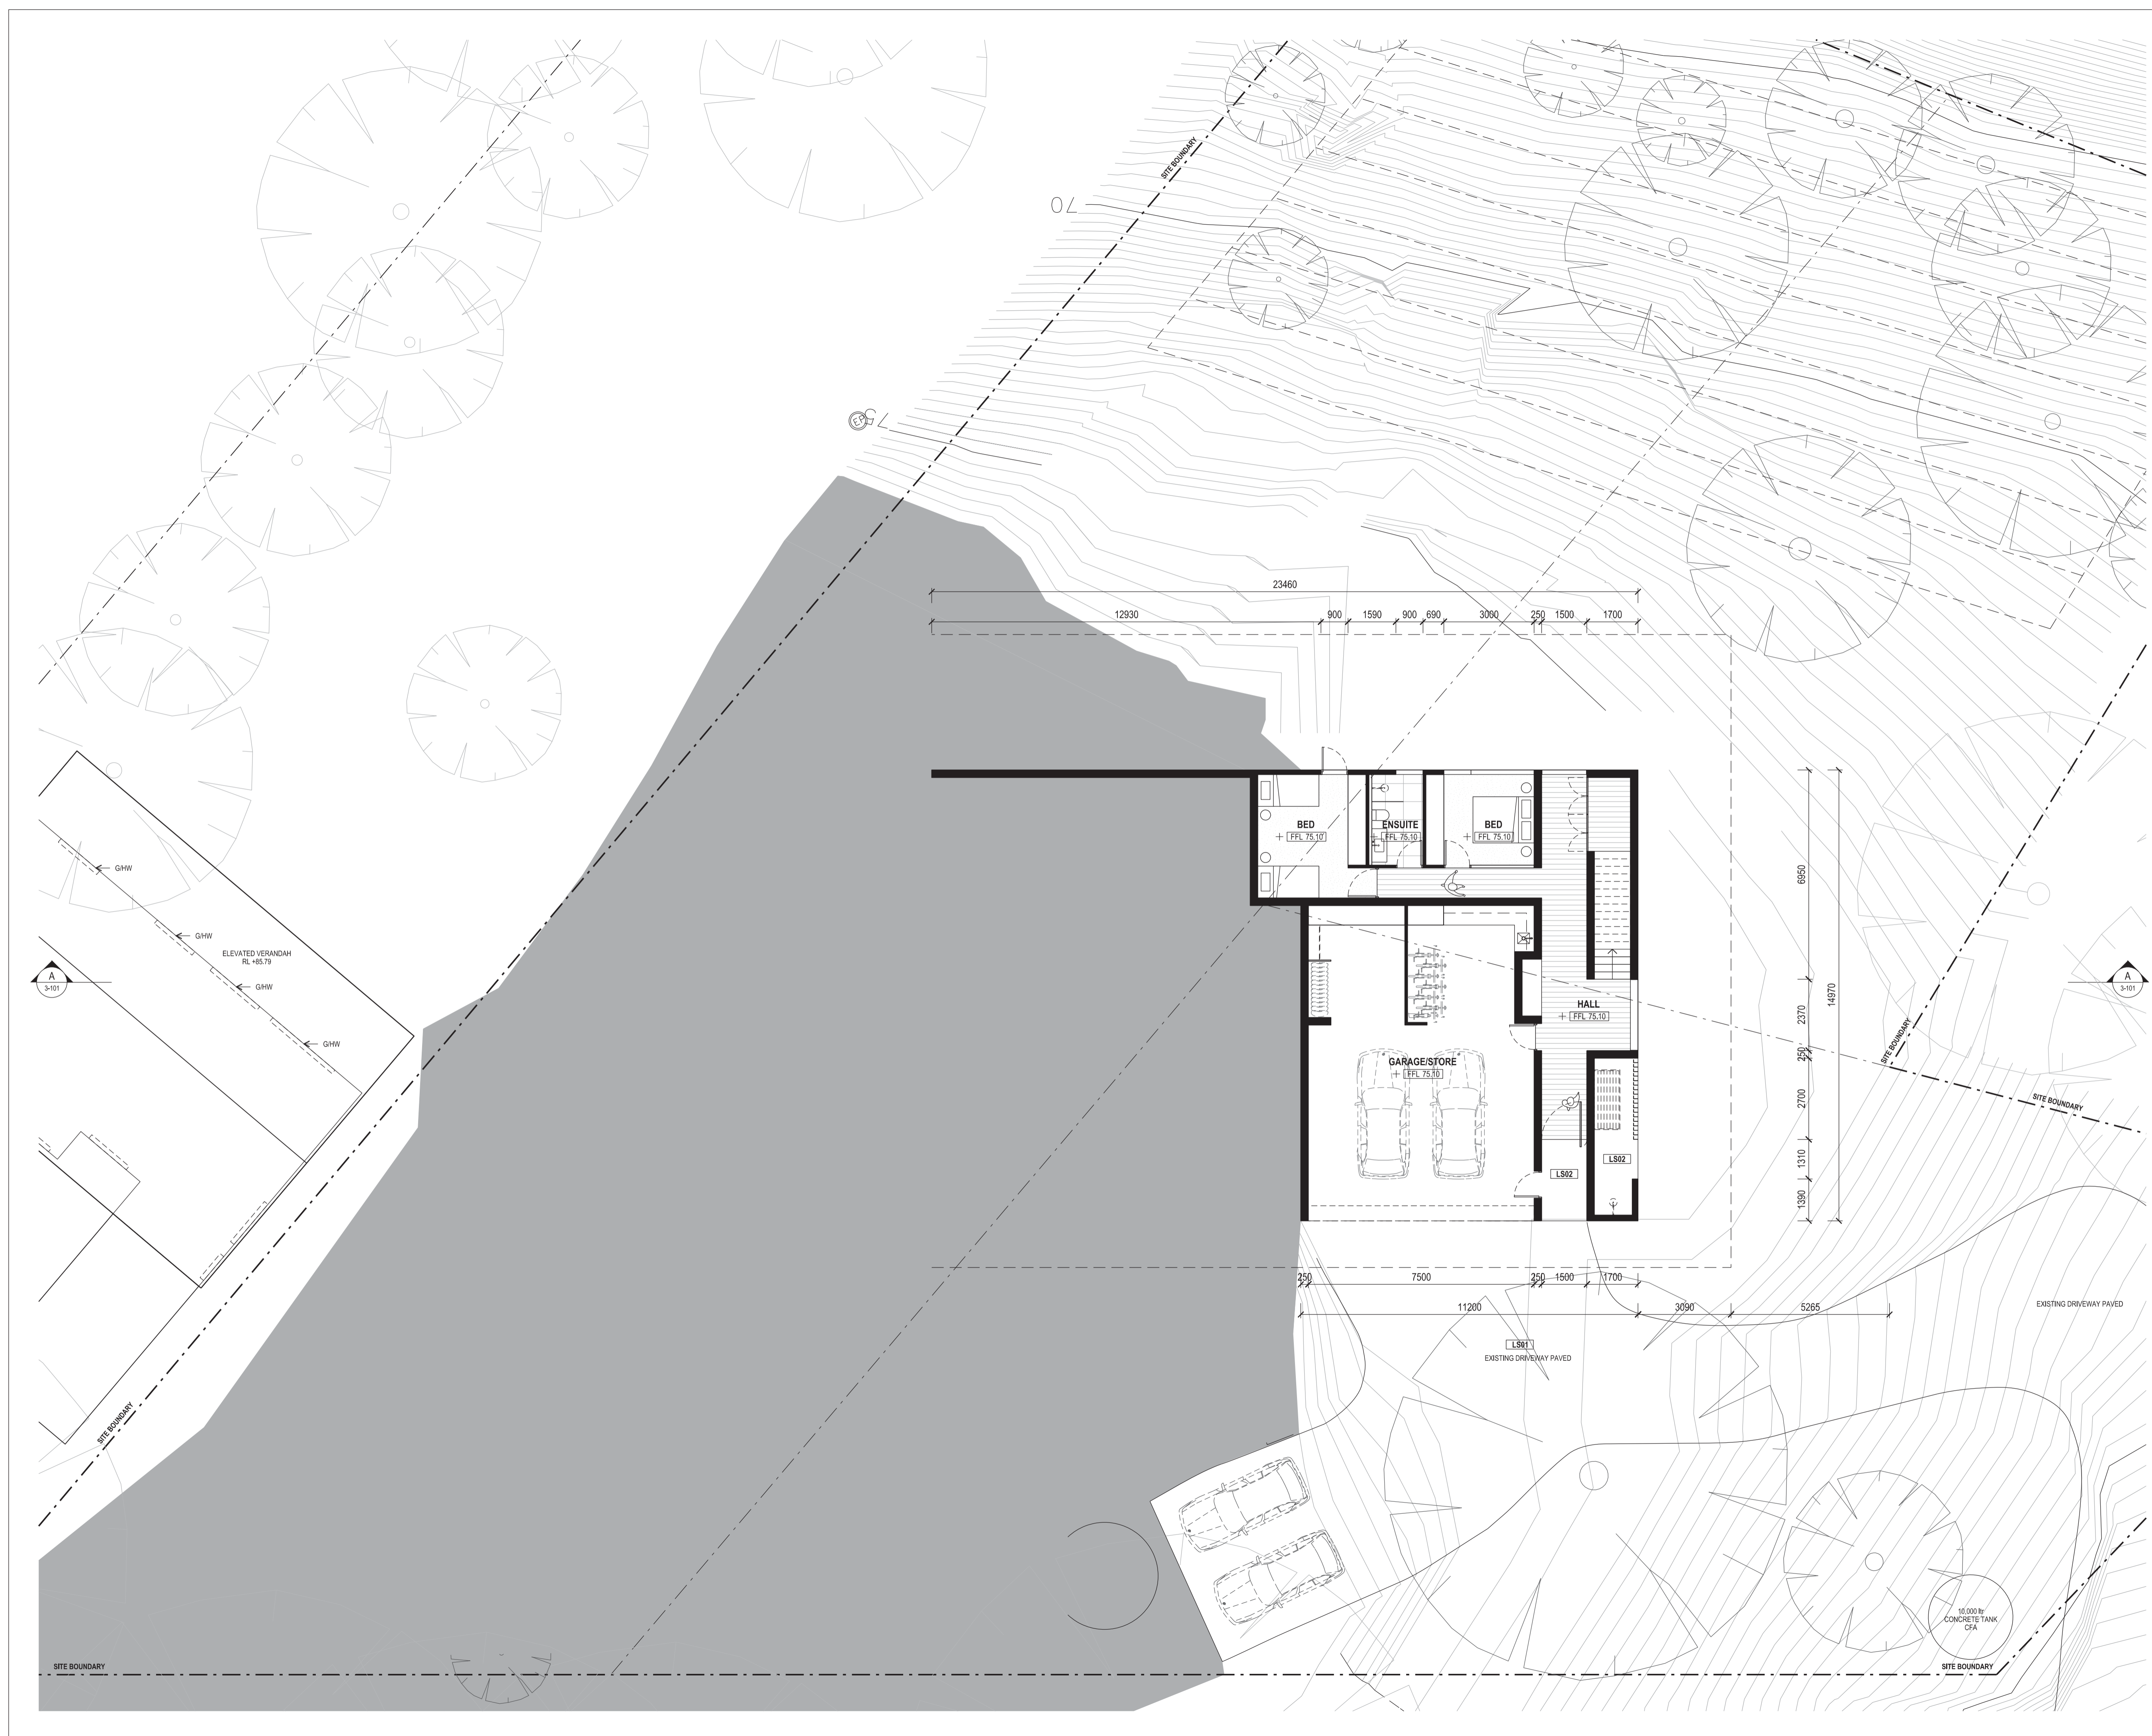 SITE BOUNDARY
70
75
EP
23460
12930
900
1590
900
690
3000
250
1500
1700
BED
FFL 75.10
ENSUITE
FFL 75.10
BED
FFL 75.10
G/HW
G/HW
ELEVATED VERANDAH
RL +85.79
G/HW
G/HW
A
3-101
A
3-101
6950
14970
2370
250
2700
1310
1390
HALL
FFL 75.10
GARAGE/STORE
FFL 75.10
LS02
LS02
SITE BOUNDARY
SITE BOUNDARY
250
7500
250
1500
1700
11200
3090
5265
LS01
EXISTING DRIVEWAY PAVED
EXISTING DRIVEWAY PAVED
SITE BOUNDARY
10,000 ltr
CONCRETE TANK
CFA
SITE BOUNDARY
SITE BOUNDARY